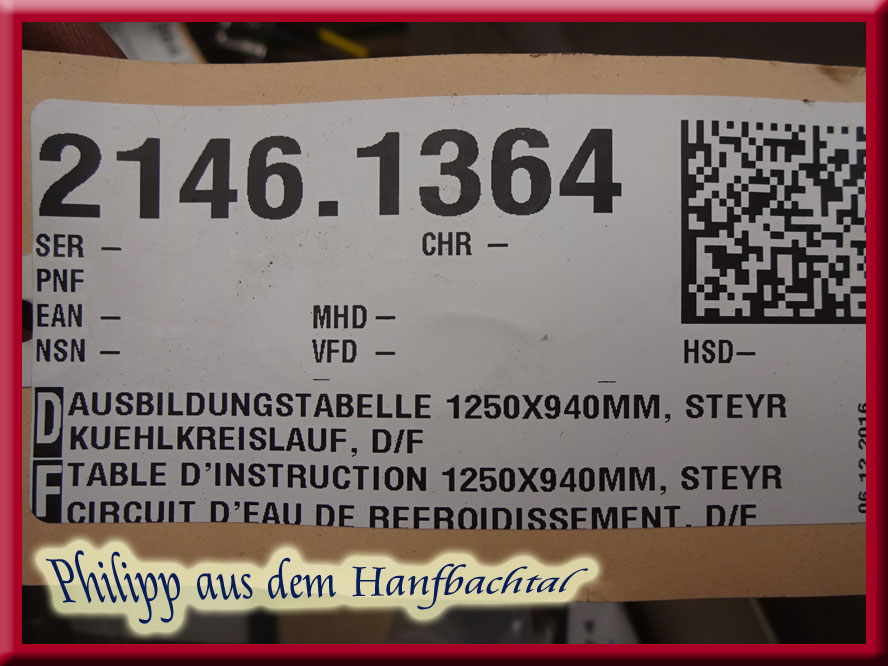 2146.1364
SER – CHR –
PNF
EAN – MHD –
NSN – VFD – HSD–
D AUSBILDUNGSTABELLE 1250X940MM, STEYR
KUEHLKREISLAUF, D/F
F TABLE D'INSTRUCTION 1250X940MM, STEYR
CIRCUIT D'EAU DE REFROIDISSEMENT, D/F
06.12.2016
Philipp aus dem Hanfbachtal